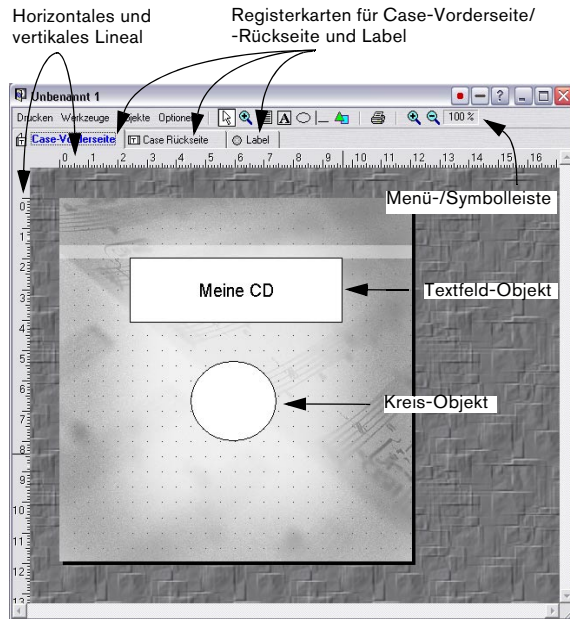 Horizontales und
vertikales Lineal
Registerkarten für Case-Vorderseite/
-Rückseite und Label
Unbenannt 1
Drucken Werkzeuge Objekte Optionen
100 %
Case-Vorderseite Case Rückseite Label
0 1 2 3 4 5 6 7 8 9 10 11 12 13 14 15 16
Menü-/Symbolleiste
0
1
2
3
4
5
6
7
8
9
10
11
12
13
Meine CD
Textfeld-Objekt
Kreis-Objekt